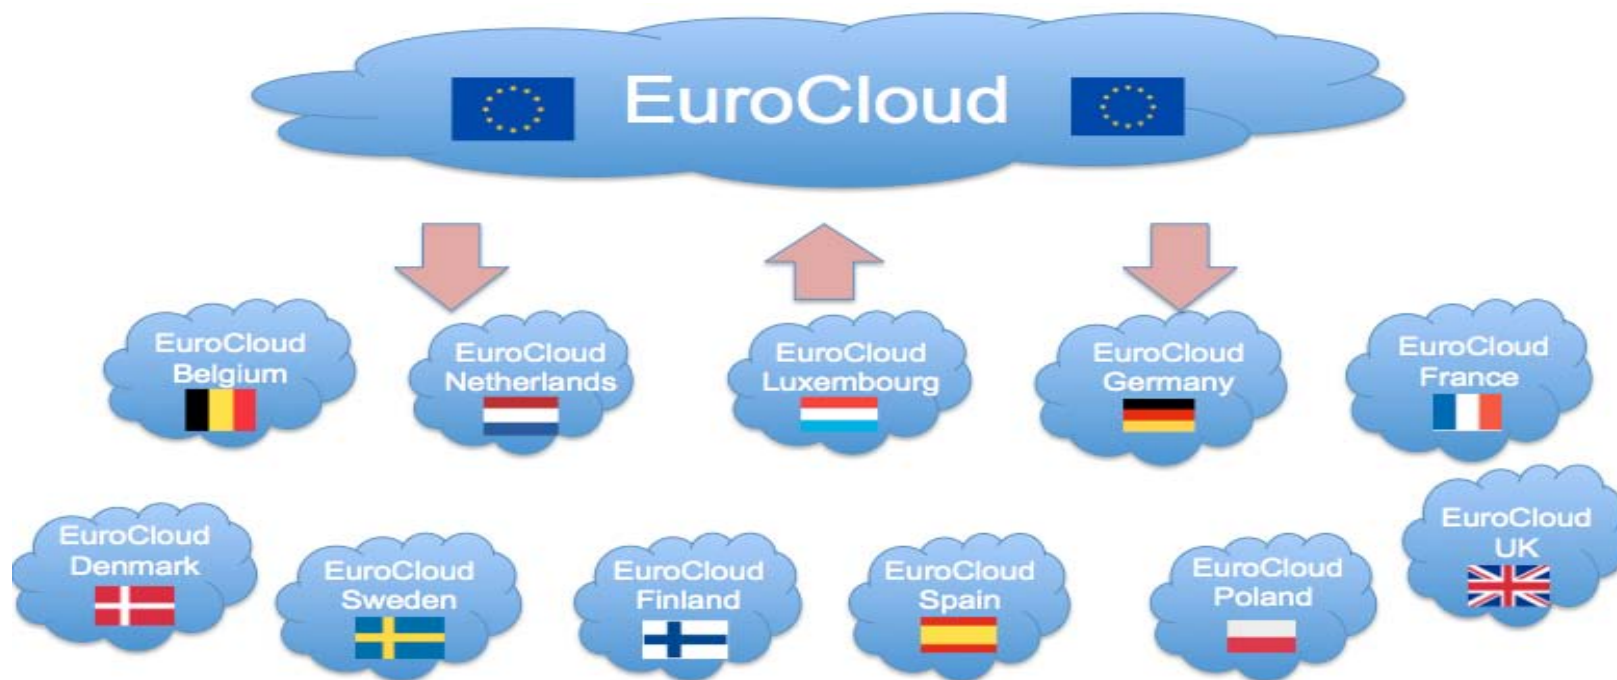 EuroCloud
EuroCloud
Belgium
EuroCloud
Netherlands
EuroCloud
Luxembourg
EuroCloud
Germany
EuroCloud
France
EuroCloud
Denmark
EuroCloud
Sweden
EuroCloud
Finland
EuroCloud
Spain
EuroCloud
Poland
EuroCloud
UK